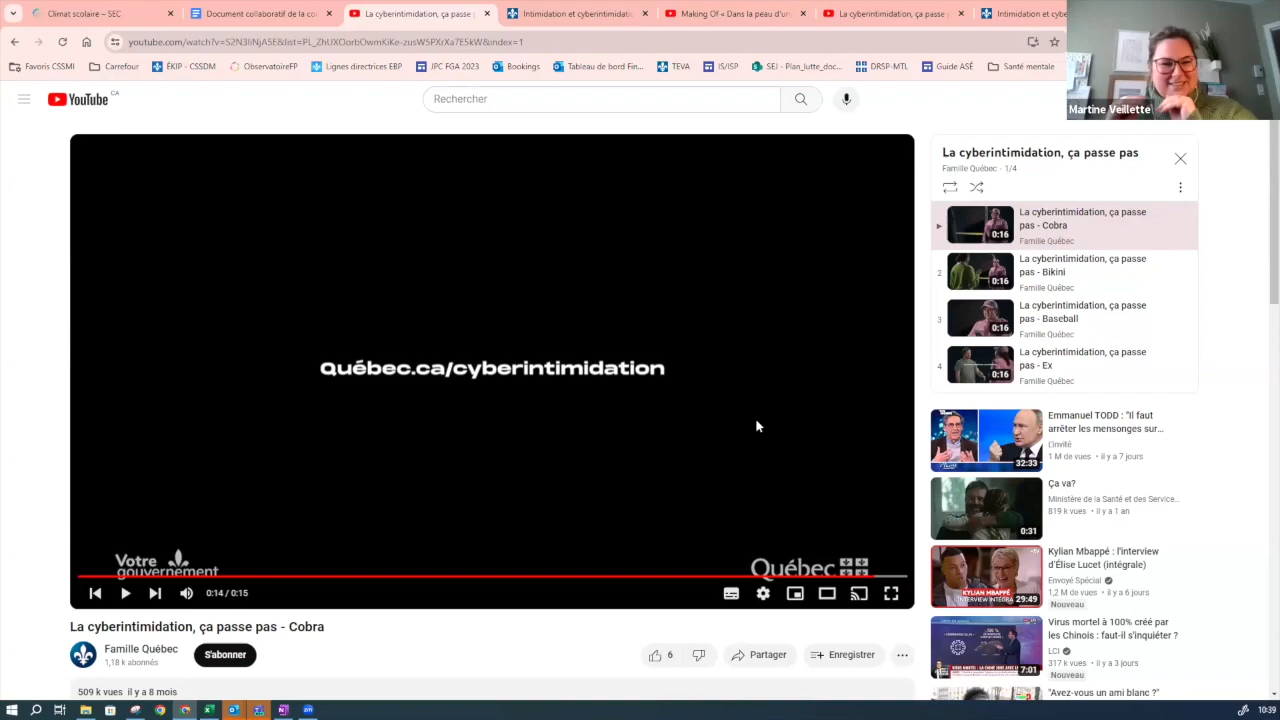 Climat scolaire – SEC
Document collaboratif de la co
La cyberintimidation, ça passe
Intimidation et cyberintimidat
Making Of « Dans la peau d'u
La cyberintimidation, ça passe
Intimidation et cybe
Favoris CSSMI
Carrefour
ÉKIP - CSSDM
ObservatoireFP
Lignes directrices EBP
JPC FGA 2023
Bookings
Tableau de bord Fin...
TEVA
IS/ISP
SEJ - Plan_lutte_doc...
DRSP-MTL
Guide ASÉ
Santé mentale
Martine Veillette
YouTube CA
Rechercher
Québec.ca/cyberintimidation
Votre
gouvernement
Québec
0:14 / 0:15
La cyberintimidation, ça passe pas - Cobra
Famille Québec
1,18 k abonnés
S'abonner
6
Partager
Enregistrer
509 k vues il y a 8 mois
La cyberintimidation, ça passe pas
Famille Québec - 1/4
0:16
La cyberintimidation, ça passe
pas - Cobra
Famille Québec
2
0:16
La cyberintimidation, ça passe
pas - Bikini
Famille Québec
3
0:16
La cyberintimidation, ça passe
pas - Baseball
Famille Québec
4
0:16
La cyberintimidation, ça passe
pas - Ex
Famille Québec
32:33
Emmanuel TODD : "Il faut
arrêter les mensonges sur...
L'invité
1 M de vues • il y a 7 jours
0:31
Ça va?
Ministère de la Santé et des Service...
819 k vues • il y a 1 an
KYLIAN MBAPPÉ
29:49
Kylian Mbappé : l'interview
d'Élise Lucet (intégrale)
Envoyé Spécial
1,2 M de vues • il y a 6 jours
Nouveau
7:01
Virus mortel à 100% créé par
les Chinois : faut-il s'inquiéter ?
LCI
317 k vues • il y a 3 jours
Nouveau
"Avez-vous un ami blanc ?"
10:39